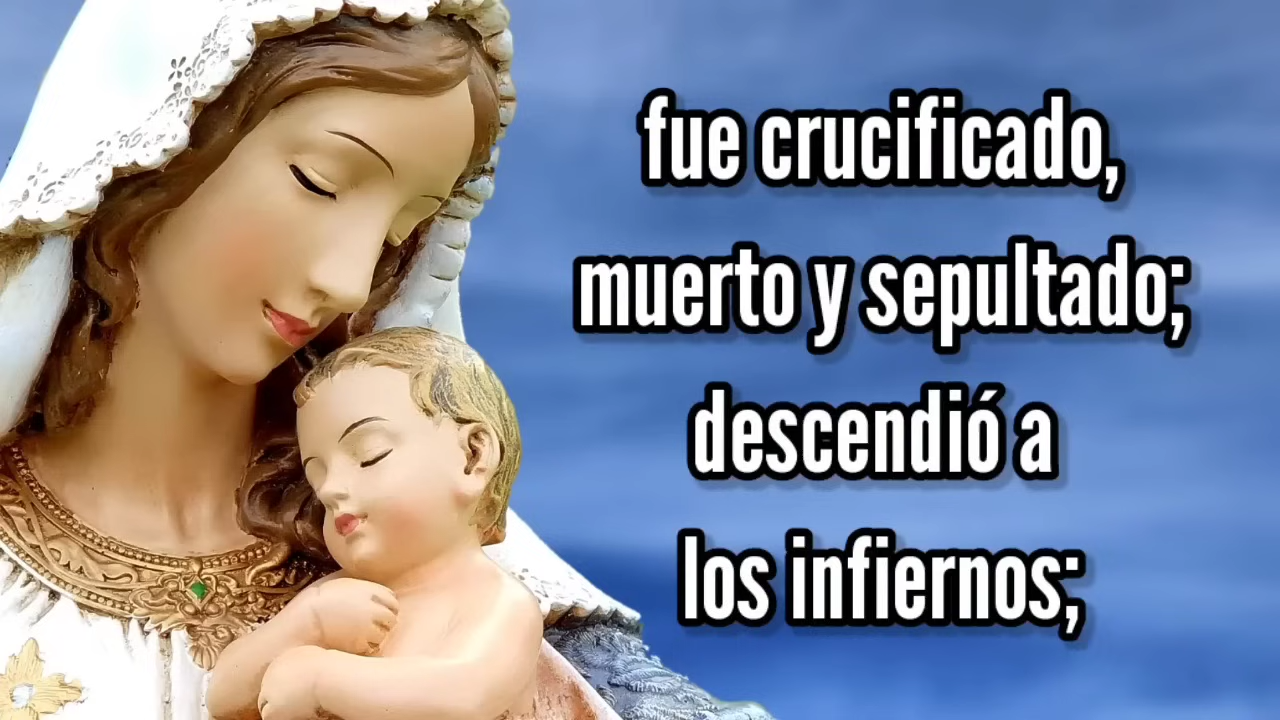 fue crucificado,
muerto y sepultado;
descendió a
los infiernos;